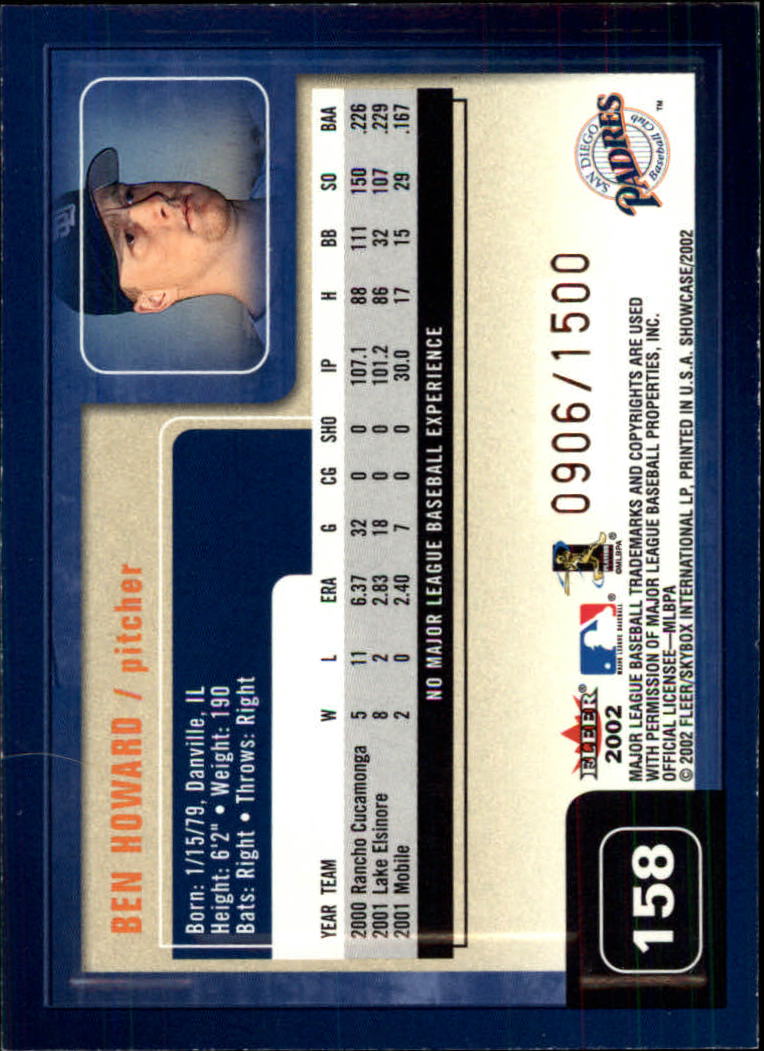 BEN HOWARD / pitcher
Born: 1/15/79, Danville, IL
Height: 6'2" • Weight: 190
Bats: Right • Throws: Right
YEAR TEAM W L ERA G CG SHO IP H BB SO BAA
2000 Rancho Cucamonga 5 11 6.37 32 0 0 107.1 88 111 150 .226
2001 Lake Elsinore 8 2 2.83 18 0 0 101.2 86 32 107 .229
2001 Mobile 2 0 2.40 7 0 0 30.0 17 15 29 .167
NO MAJOR LEAGUE BASEBALL EXPERIENCE
0906/1500
SAN DIEGO
PADRES
Baseball Club
TM
FLEER®
2002
MAJOR LEAGUE BASEBALL
®
©MLBPA
MAJOR LEAGUE BASEBALL TRADEMARKS AND COPYRIGHTS ARE USED
WITH PERMISSION OF MAJOR LEAGUE BASEBALL PROPERTIES, INC.
OFFICIAL LICENSEE—MLBPA
© 2002 FLEER/SKYBOX INTERNATIONAL LP, PRINTED IN U.S.A. SHOWCASE/2002
158